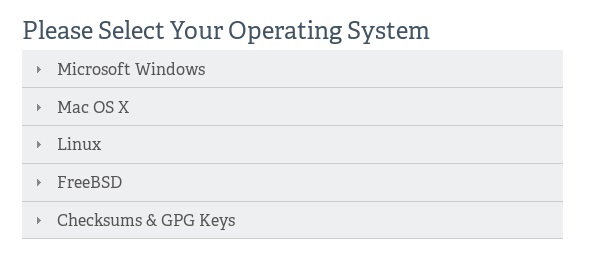 Please Select Your Operating System
Microsoft Windows
Mac OS X
Linux
FreeBSD
Checksums & GPG Keys